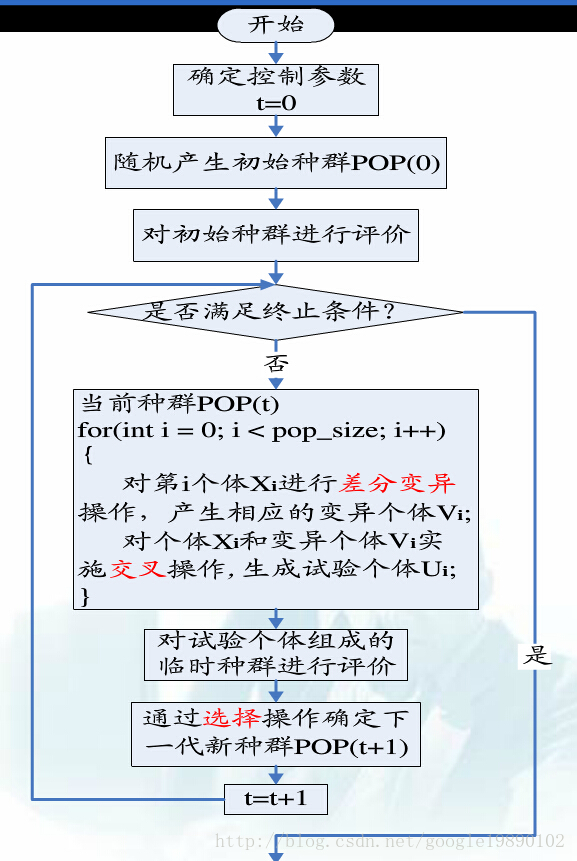 开始
确定控制参数
t=0
随机产生初始种群POP(0)
对初始种群进行评价
是否满足终止条件?
否
当前种群POP(t)
for(int i = 0; i < pop_size; i++)
{
对第i个体Xi进行差分变异
操作, 产生相应的变异个体Vi;
对个体Xi和变异个体Vi实
施交叉操作,生成试验个体Ui;
}
对试验个体组成的
临时种群进行评价
是
通过选择操作确定下
一代新种群POP(t+1)
t=t+1
http://blog.csdn.net/google19890102